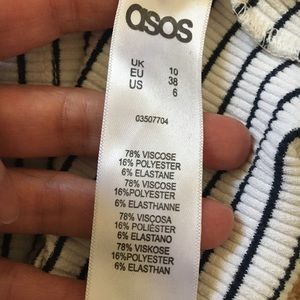 asos
UK 10
EU 38
US 6
03507704
78% VISCOSE
16% POLYESTER
6% ELASTANE
78% VISCOSE
16%POLYESTER
6% ELASTHANNE
78% VISCOSA
16% POLIÉSTER
6% ELASTANO
78% VISKOSE
16%POLYESTER
6% ELASTHAN